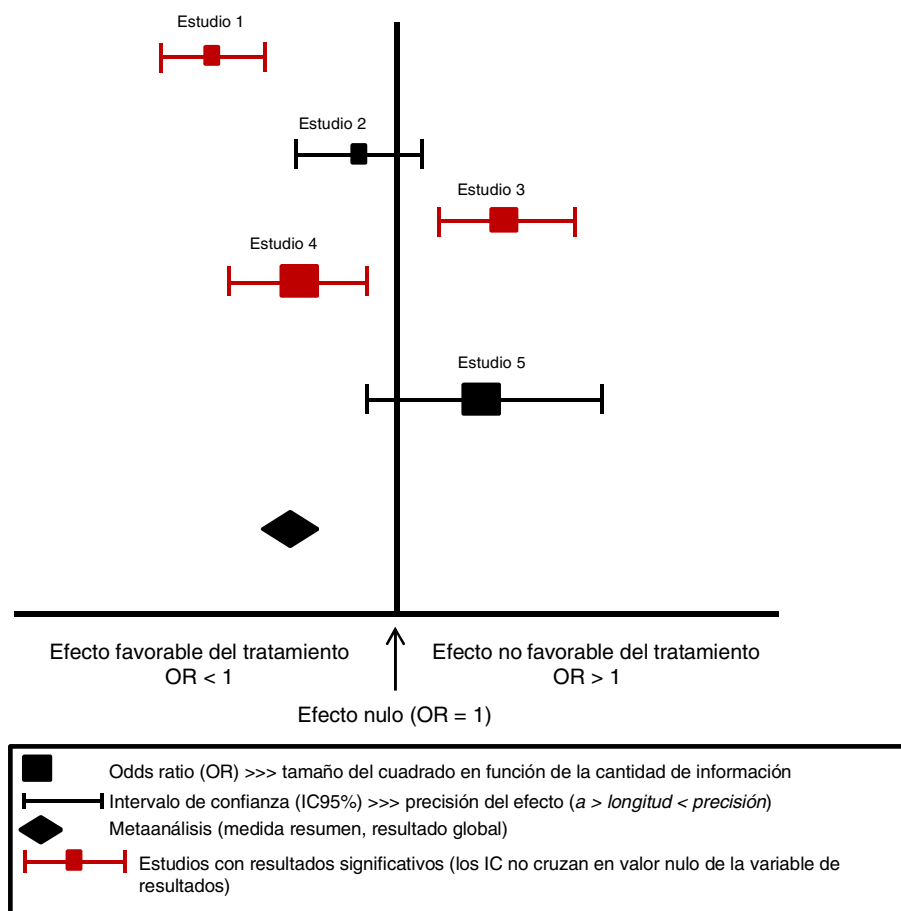 Estudio 1
Estudio 2
Estudio 3
Estudio 4
Estudio 5
Efecto favorable del tratamiento
OR < 1
Efecto no favorable del tratamiento
OR > 1
Efecto nulo (OR = 1)
Odds ratio (OR) >>> tamaño del cuadrado en función de la cantidad de información
Intervalo de confianza (IC95%) >>> precisión del efecto (a > longitud < precisión)
Metaanálisis (medida resumen, resultado global)
Estudios con resultados significativos (los IC no cruzan en valor nulo de la variable de
resultados)